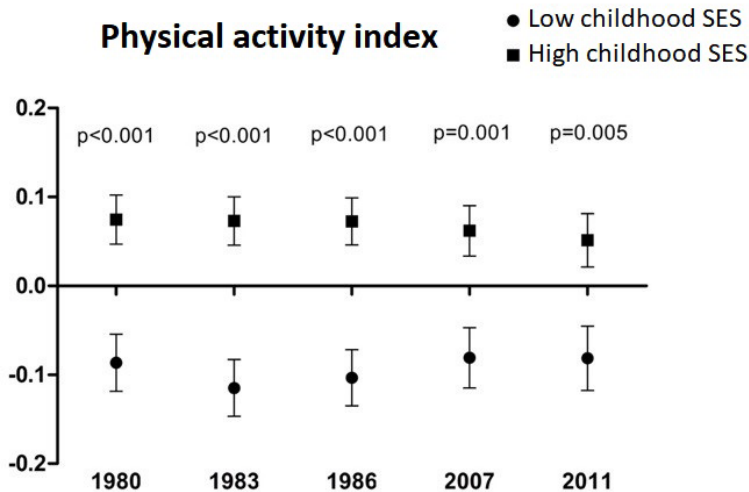 Physical activity index
Low childhood SES
High childhood SES
0.2
p<0.001 p<0.001 p<0.001 p=0.001 p=0.005
0.1
0.0
-0.1
-0.2
1980 1983 1986 2007 2011